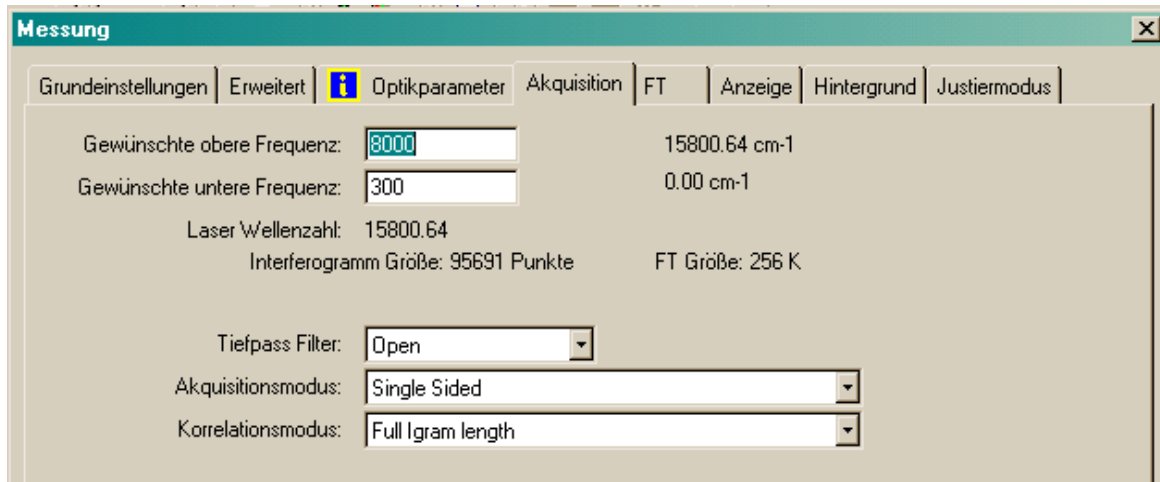 Messung
Grundeinstellungen Erweitert i Optikparameter Akquisition FT Anzeige Hintergrund Justiermodus
Gewünschte obere Frequenz: 8000 15800.64 cm-1
Gewünschte untere Frequenz: 300 0.00 cm-1
Laser Wellenzahl: 15800.64
Interferogramm Größe: 95691 Punkte FT Größe: 256 K
Tiefpass Filter: Open
Akquisitionsmodus: Single Sided
Korrelationsmodus: Full Igram length